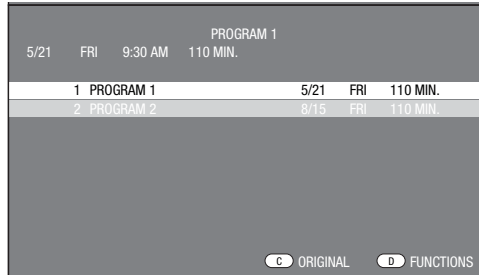 PROGRAM 1
5/21 FRI 9:30 AM 110 MIN.
1 PROGRAM 1 5/21 FRI 110 MIN.
2 PROGRAM 2 8/15 FRI 110 MIN.
C ORIGINAL D FUNCTIONS